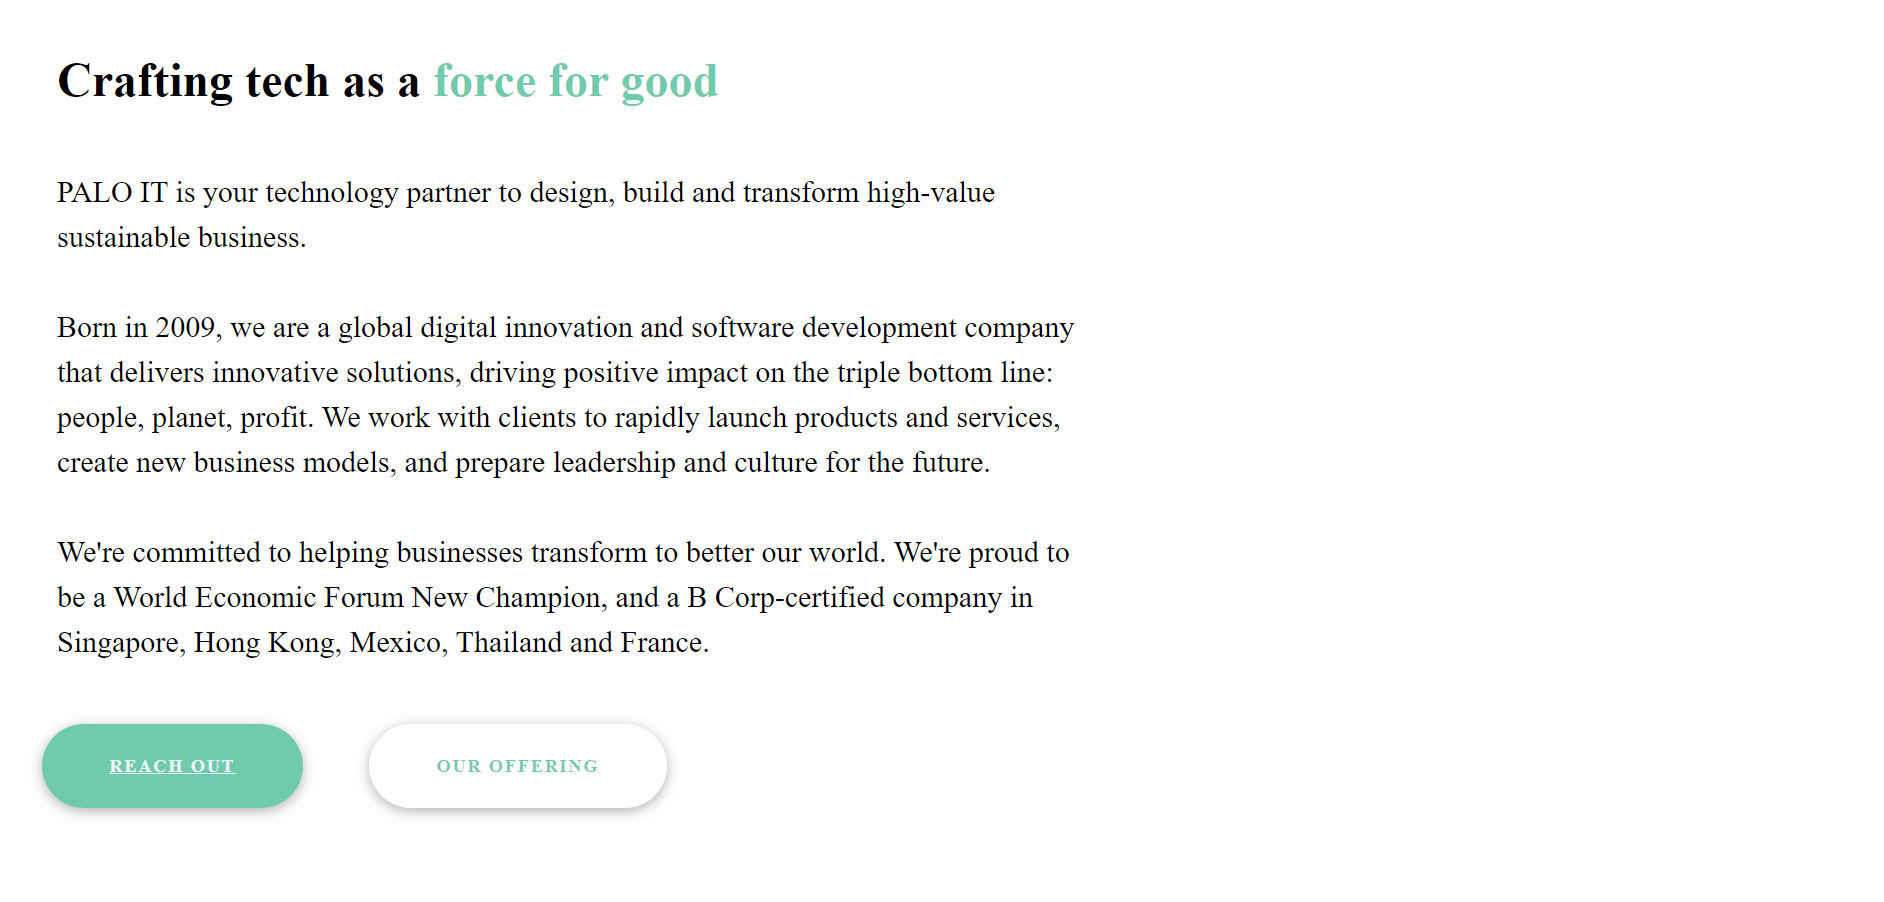 Crafting tech as a force for good
PALO IT is your technology partner to design, build and transform high-value
sustainable business.
Born in 2009, we are a global digital innovation and software development company
that delivers innovative solutions, driving positive impact on the triple bottom line:
people, planet, profit. We work with clients to rapidly launch products and services,
create new business models, and prepare leadership and culture for the future.
We're committed to helping businesses transform to better our world. We're proud to
be a World Economic Forum New Champion, and a B Corp-certified company in
Singapore, Hong Kong, Mexico, Thailand and France.
REACH OUT
OUR OFFERING